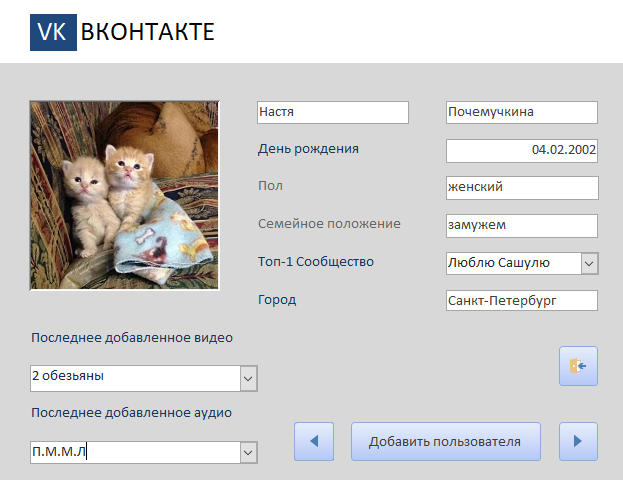 VK ВКОНТАКТЕ
Настя Почемучкина
День рождения 04.02.2002
Пол женский
Семейное положение замужем
Топ-1 Сообщество Люблю Сашулю
Город Санкт-Петербург
Последнее добавленное видео
2 обезьяны
Последнее добавленное аудио
П.М.М.Л
Добавить пользователя